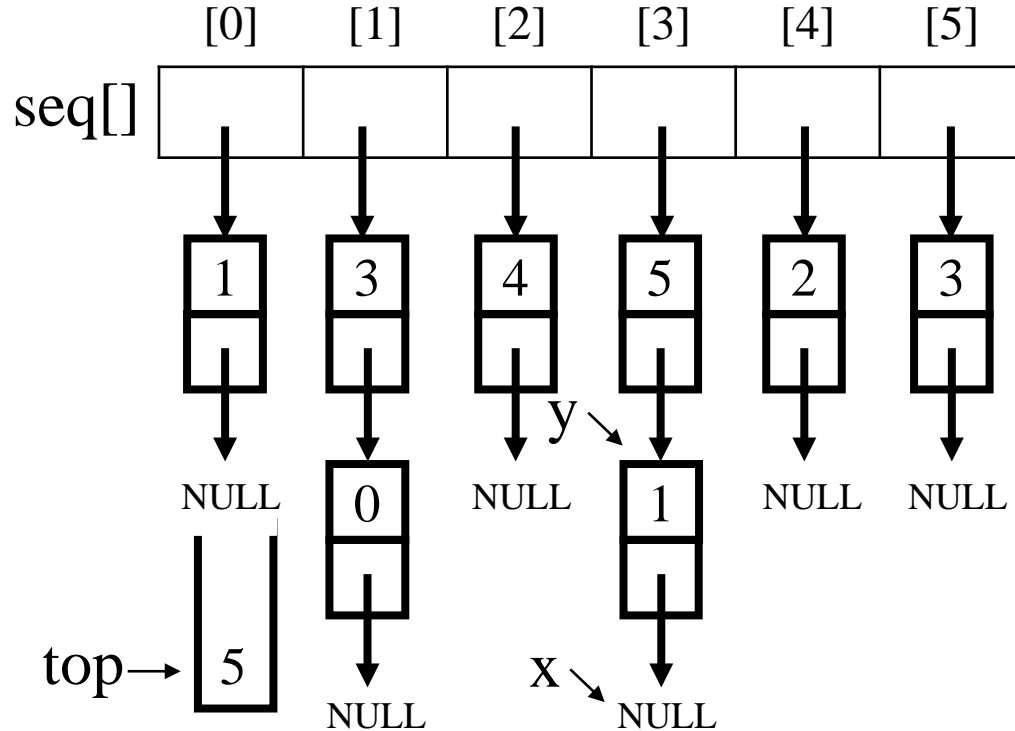 [0] [1] [2] [3] [4] [5]
seq[]
1 3 4 5 2 3
y
NULL 0 NULL 1 NULL NULL
top 5 x
NULL NULL